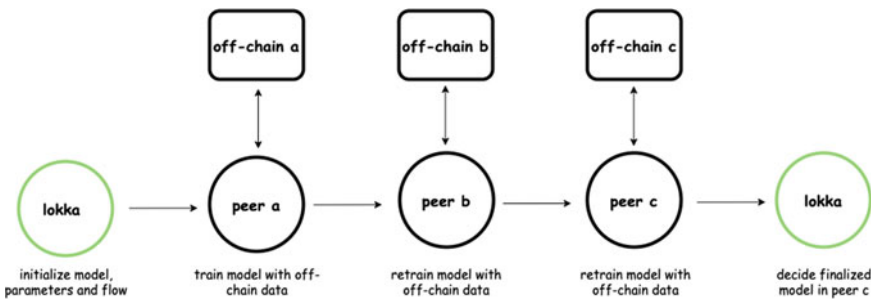 off-chain a
off-chain b
off-chain c
lokka
peer a
peer b
peer c
lokka
initialize model,
parameters and flow
train model with off-
chain data
retrain model with
off-chain data
retrain model with
off-chain data
decide finalized
model in peer c